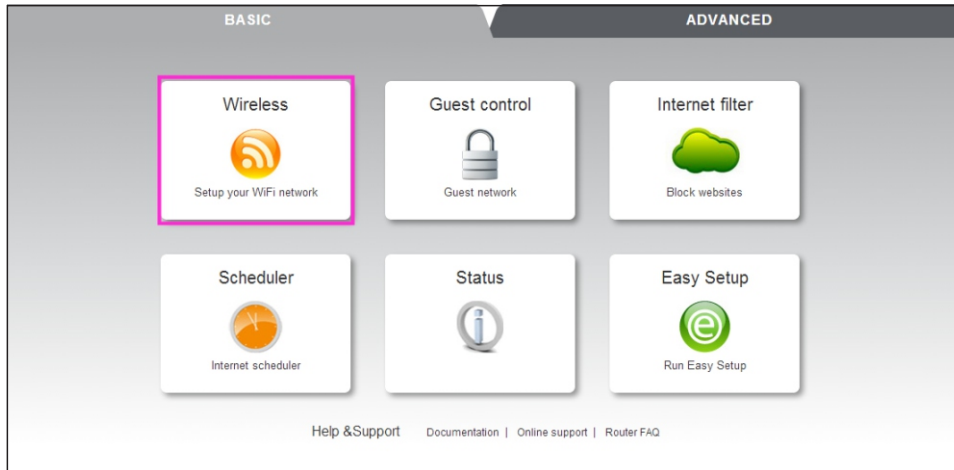 BASIC
ADVANCED
Wireless
Setup your WiFi network
Guest control
Guest network
Internet filter
Block websites
Scheduler
Internet scheduler
Status
Easy Setup
Run Easy Setup
Help &Support Documentation | Online support | Router FAQ